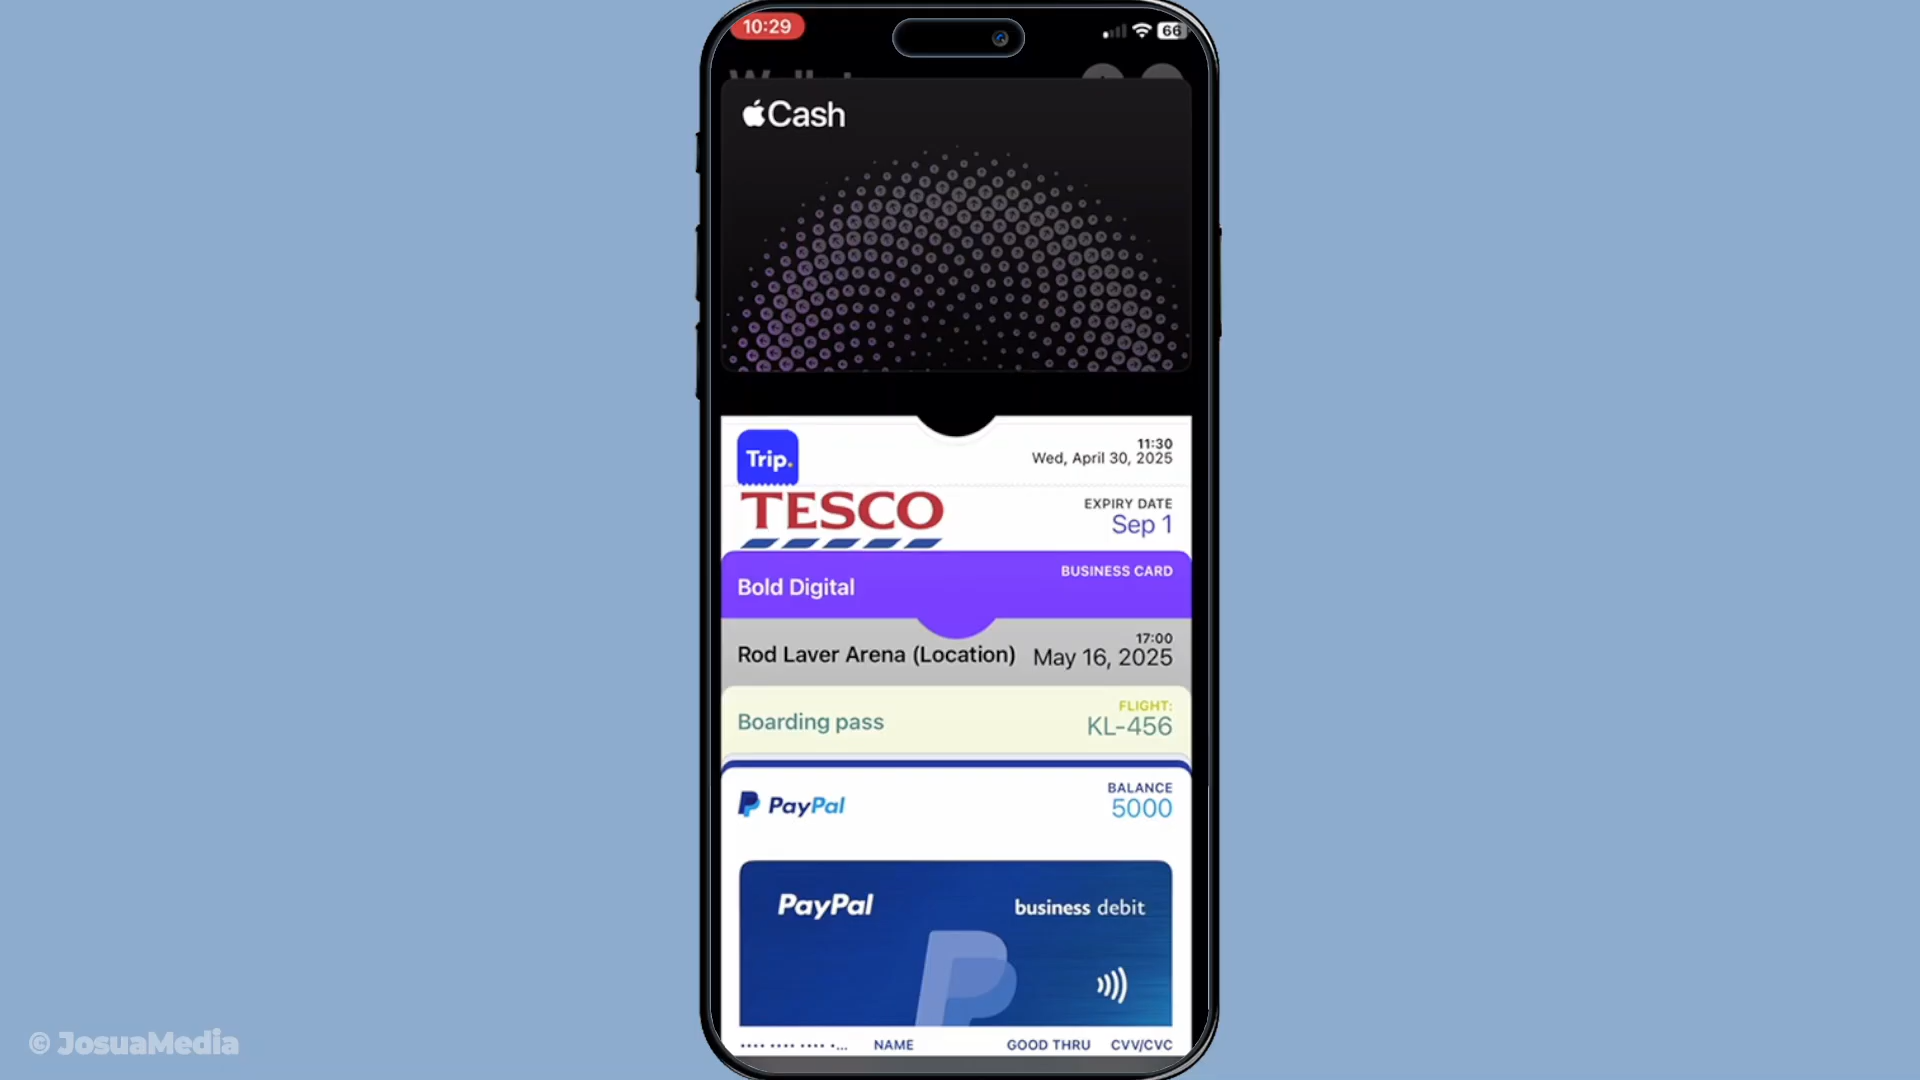 10:29
66
Wallet
Cash
Trip.
11:30
Wed, April 30, 2025
TESCO
EXPIRY DATE
Sep 1
Bold Digital
BUSINESS CARD
Rod Laver Arena (Location)
17:00
May 16, 2025
Boarding pass
FLIGHT:
KL-456
PayPal
BALANCE
5000
PayPal
business debit
•••• •••• •••• •...
NAME
GOOD THRU
CVV/CVC
© JosuaMedia